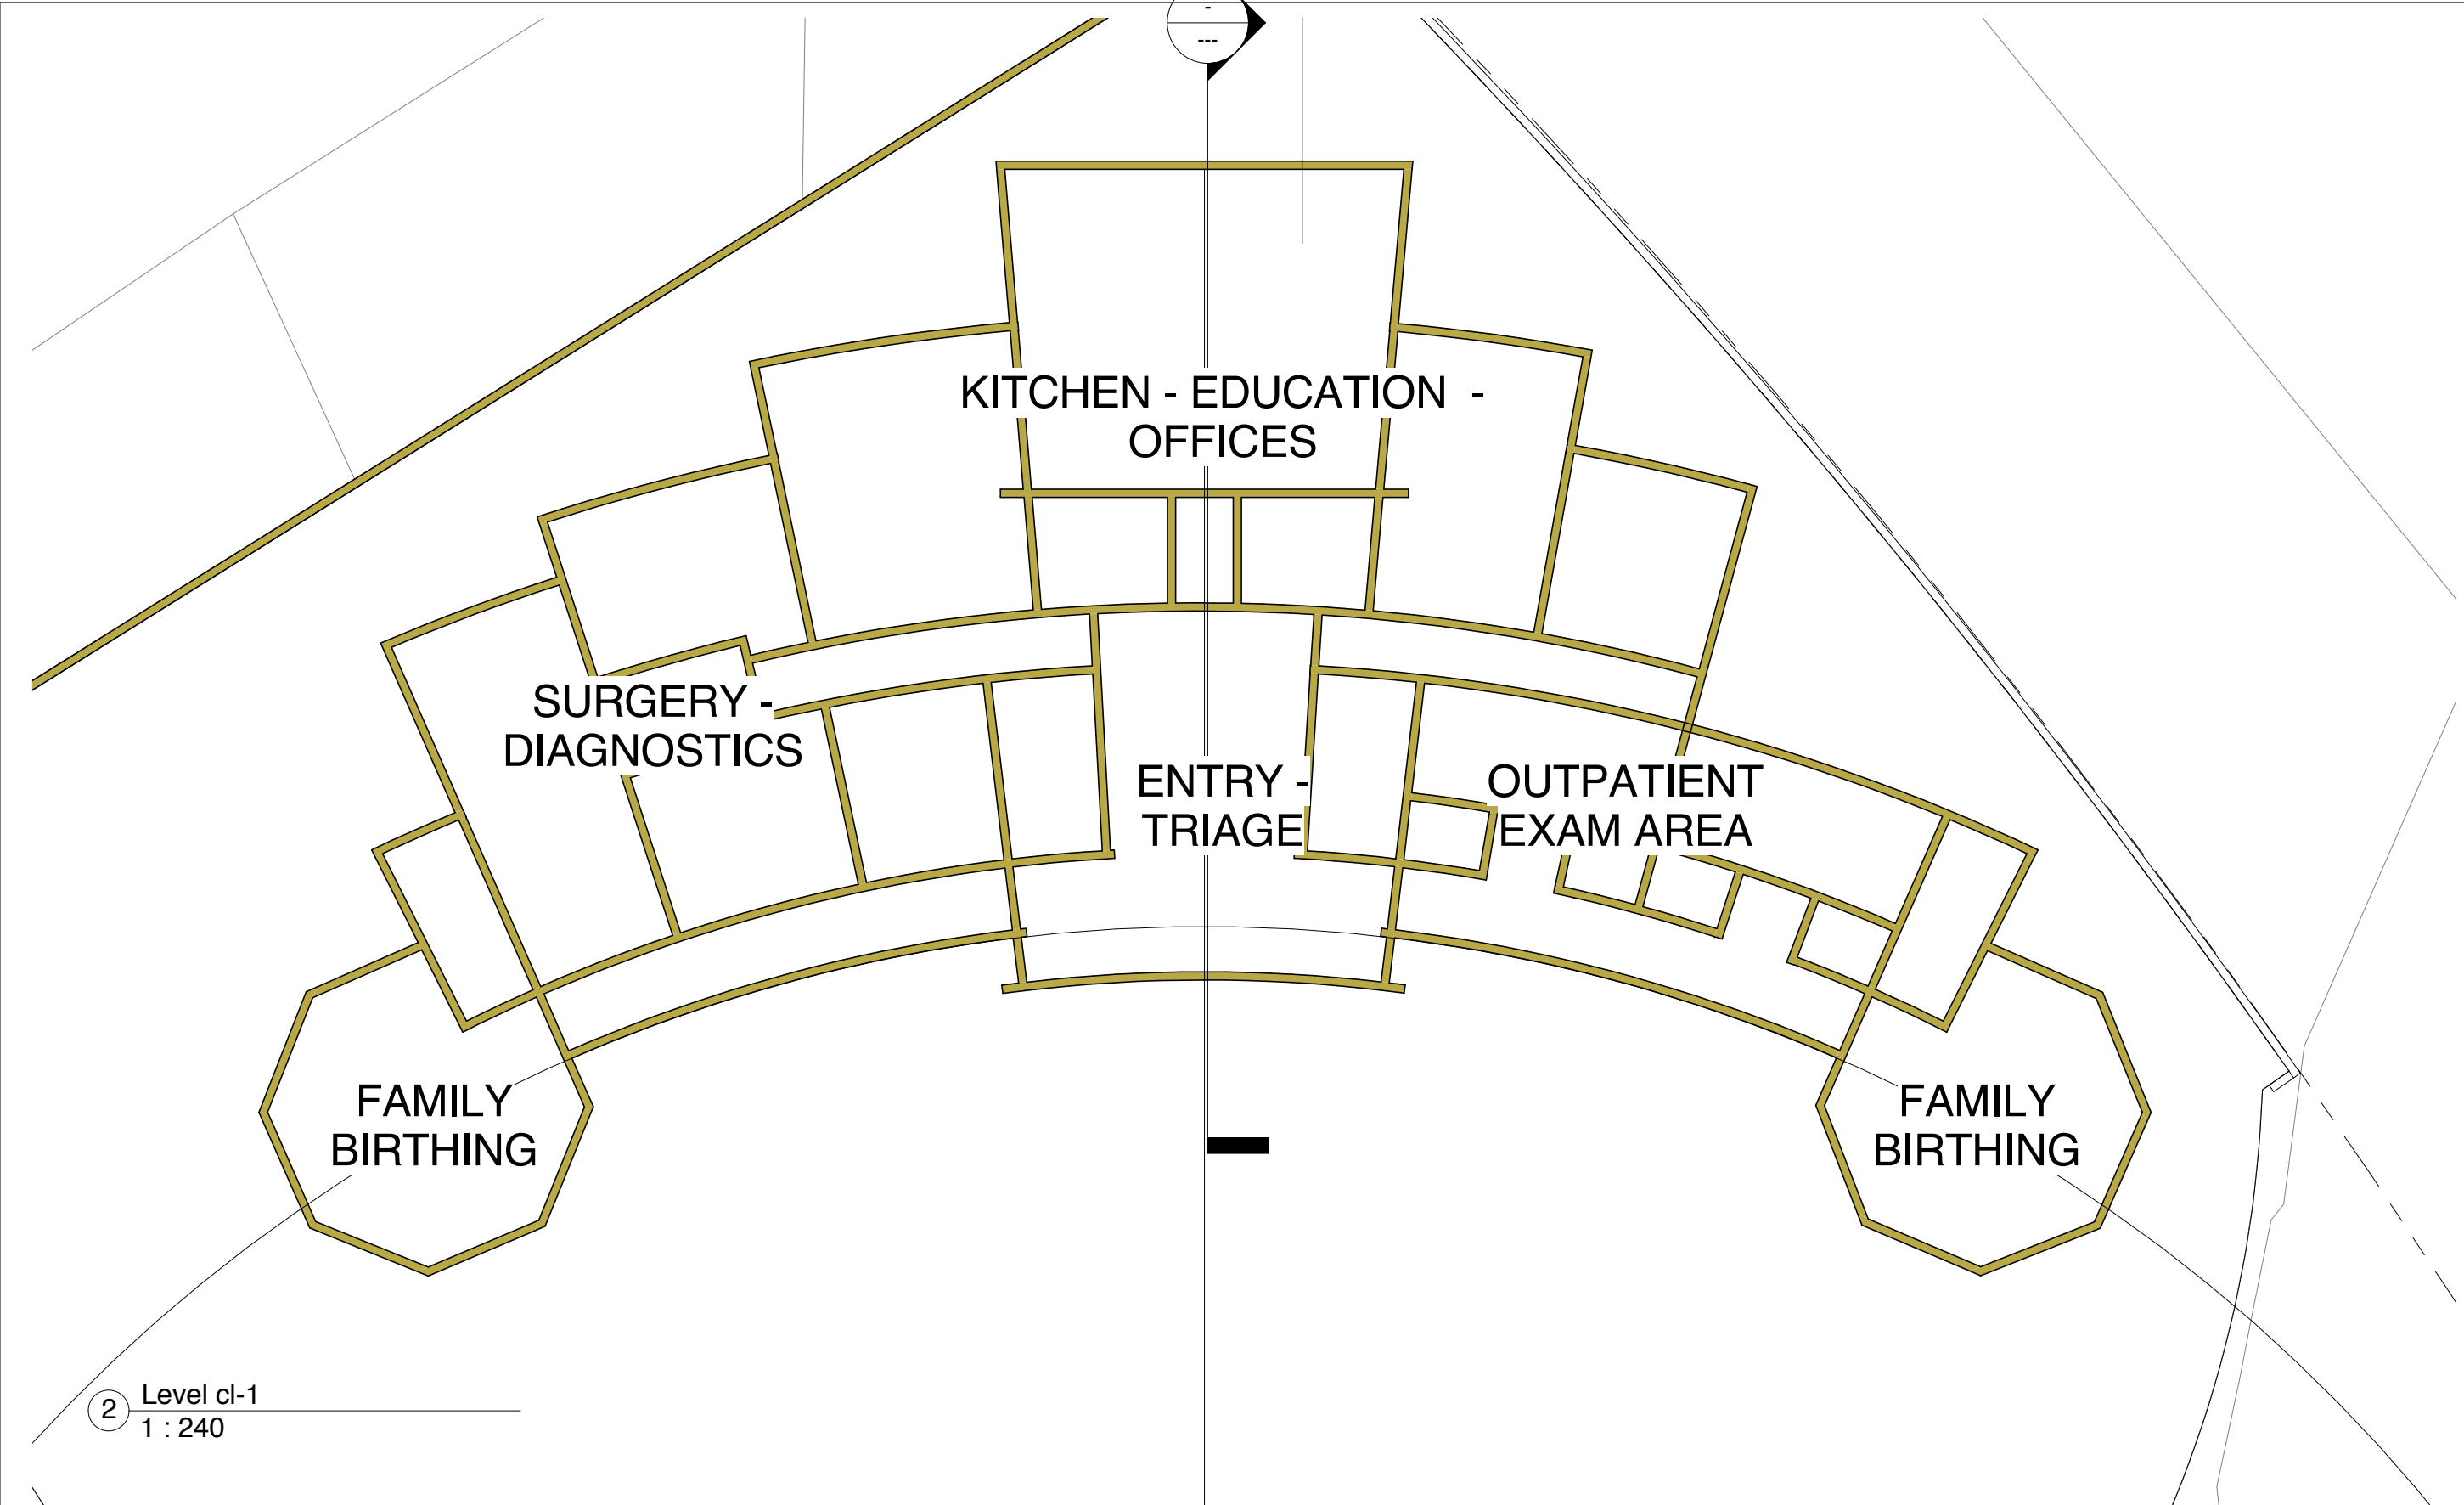 -
---
KITCHEN - EDUCATION -
OFFICES
SURGERY -
DIAGNOSTICS
ENTRY -
TRIAGE
OUTPATIENT
EXAM AREA
FAMILY
BIRTHING
FAMILY
BIRTHING
2 Level cl-1
1 : 240